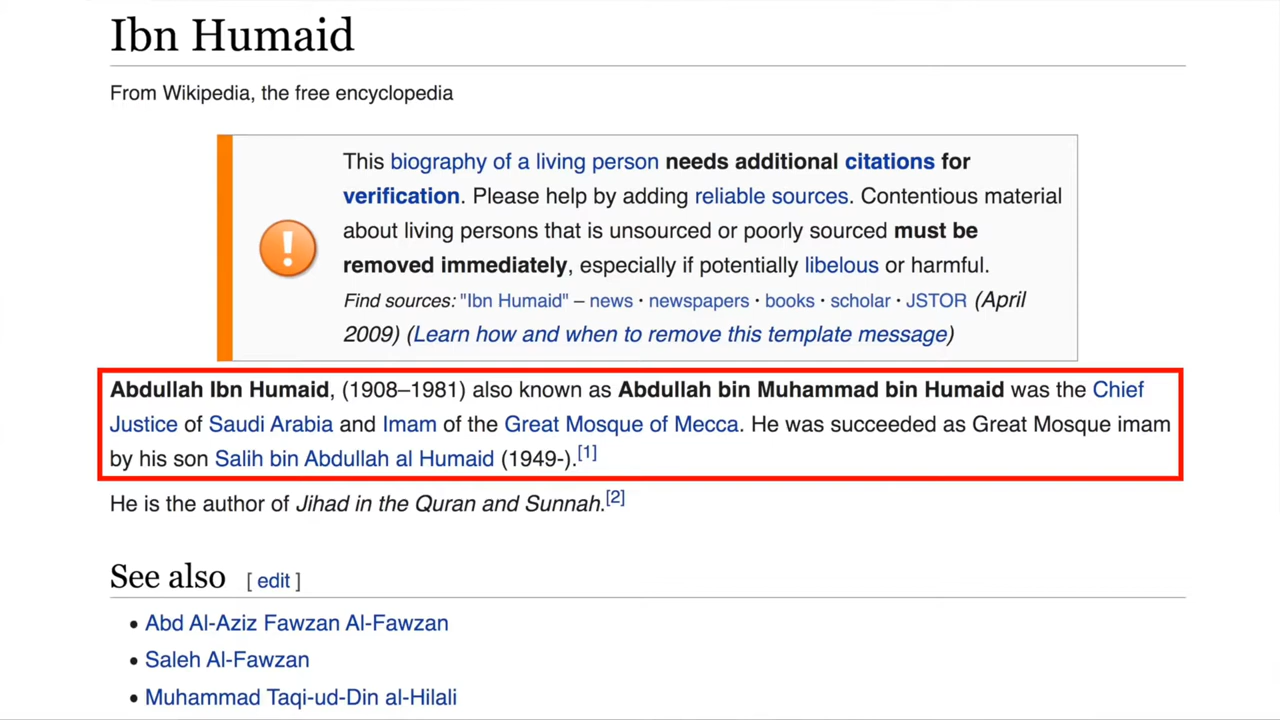 Ibn Humaid
From Wikipedia, the free encyclopedia
This biography of a living person needs additional citations for
verification. Please help by adding reliable sources. Contentious material
about living persons that is unsourced or poorly sourced must be
removed immediately, especially if potentially libelous or harmful.
Find sources: "Ibn Humaid" – news · newspapers · books · scholar · JSTOR (April
2009) (Learn how and when to remove this template message)
Abdullah Ibn Humaid, (1908–1981) also known as Abdullah bin Muhammad bin Humaid was the Chief
Justice of Saudi Arabia and Imam of the Great Mosque of Mecca. He was succeeded as Great Mosque imam
by his son Salih bin Abdullah al Humaid (1949-).[1]
He is the author of Jihad in the Quran and Sunnah.[2]
See also [ edit ]
• Abd Al-Aziz Fawzan Al-Fawzan
• Saleh Al-Fawzan
• Muhammad Taqi-ud-Din al-Hilali